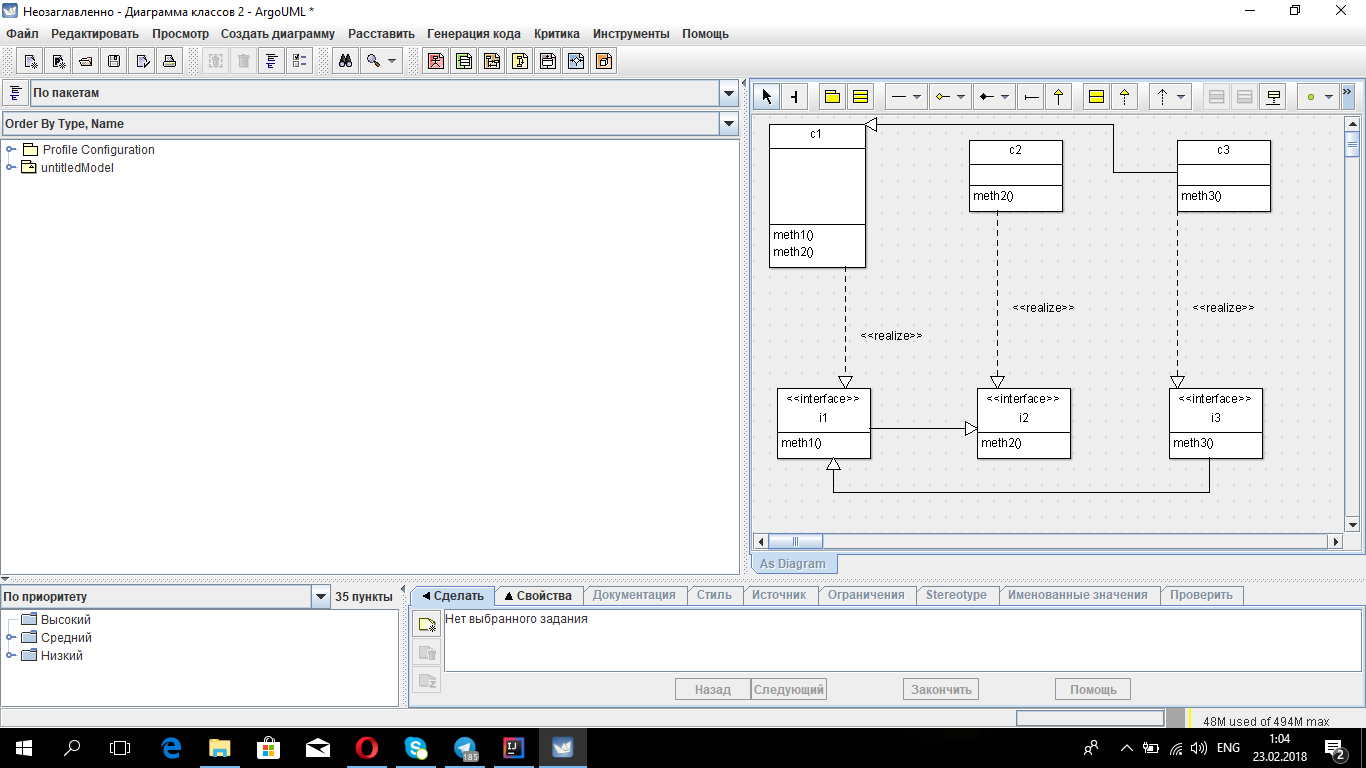 Неозаглавленно - Диаграмма классов 2 - ArgoUML *
Файл Редактировать Просмотр Создать диаграмму Расставить Генерация кода Критика Инструменты Помощь
По пакетам
Order By Type, Name
Profile Configuration
untitledModel
c1
meth1()
meth2()
c2
meth2()
c3
meth3()
<<realize>>
<<realize>>
<<realize>>
<<interface>>
i1
meth1()
<<interface>>
i2
meth2()
<<interface>>
i3
meth3()
As Diagram
По приоритету
35 пункты
Высокий
Средний
Низкий
Сделать Свойства Документация Стиль Источник Ограничения Stereotype Именованные значения Проверить
Нет выбранного задания
Назад Следующий Закончить Помощь
48M used of 494M max
185
IJ
ENG
1:04
23.02.2018
2